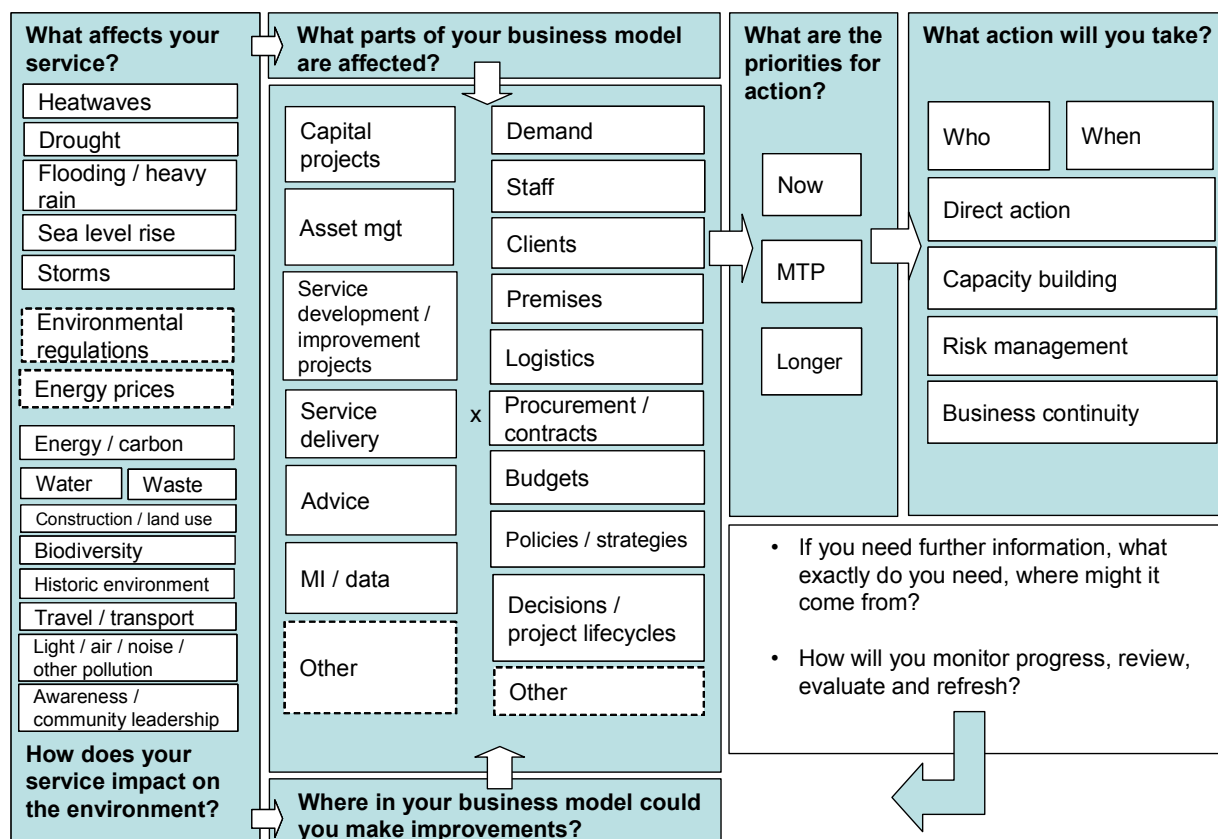 What affects your
service?
Heatwaves
Drought
Flooding / heavy
rain
Sea level rise
Storms
Environmental
regulations
Energy prices
Energy / carbon
Water
Waste
Construction / land use
Biodiversity
Historic environment
Travel / transport
Light / air / noise /
other pollution
Awareness /
community leadership
How does your
service impact on
the environment?
What parts of your business model
are affected?
Capital
projects
Asset mgt
Service
development /
improvement
projects
Service
delivery
Advice
MI / data
Other
x
Demand
Staff
Clients
Premises
Logistics
Procurement /
contracts
Budgets
Policies / strategies
Decisions /
project lifecycles
Other
Where in your business model could
you make improvements?
What are the
priorities for
action?
Now
MTP
Longer
What action will you take?
Who
When
Direct action
Capacity building
Risk management
Business continuity
• If you need further information, what
exactly do you need, where might it
come from?
• How will you monitor progress, review,
evaluate and refresh?